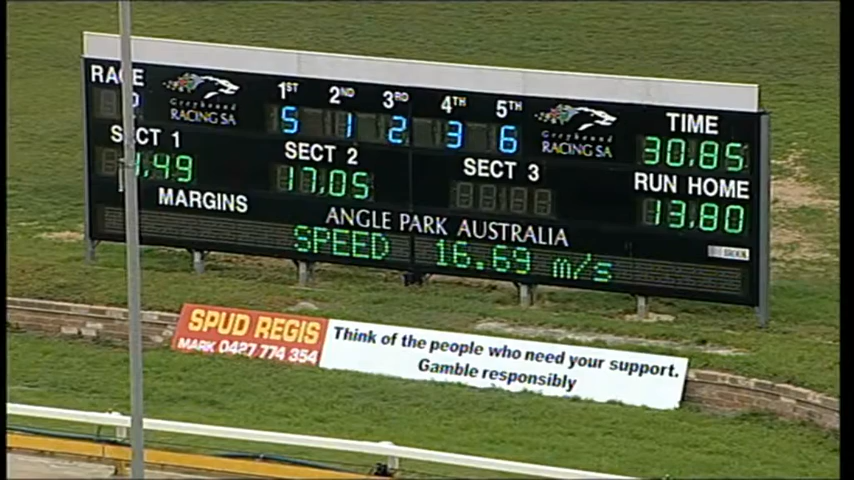 RACE
Greyhound
RACING SA
1ST 2ND 3RD 4TH 5TH
5 1 2 3 6
Greyhound
RACING SA
TIME
30.85
SECT 1
.49
SECT 2
17.05
SECT 3
RUN HOME
13.80
MARGINS
ANGLE PARK AUSTRALIA
SPEED 16.69 m/s
SPUD REGIS
MARK 0427 774 354
Think of the people who need your support.
Gamble responsibly